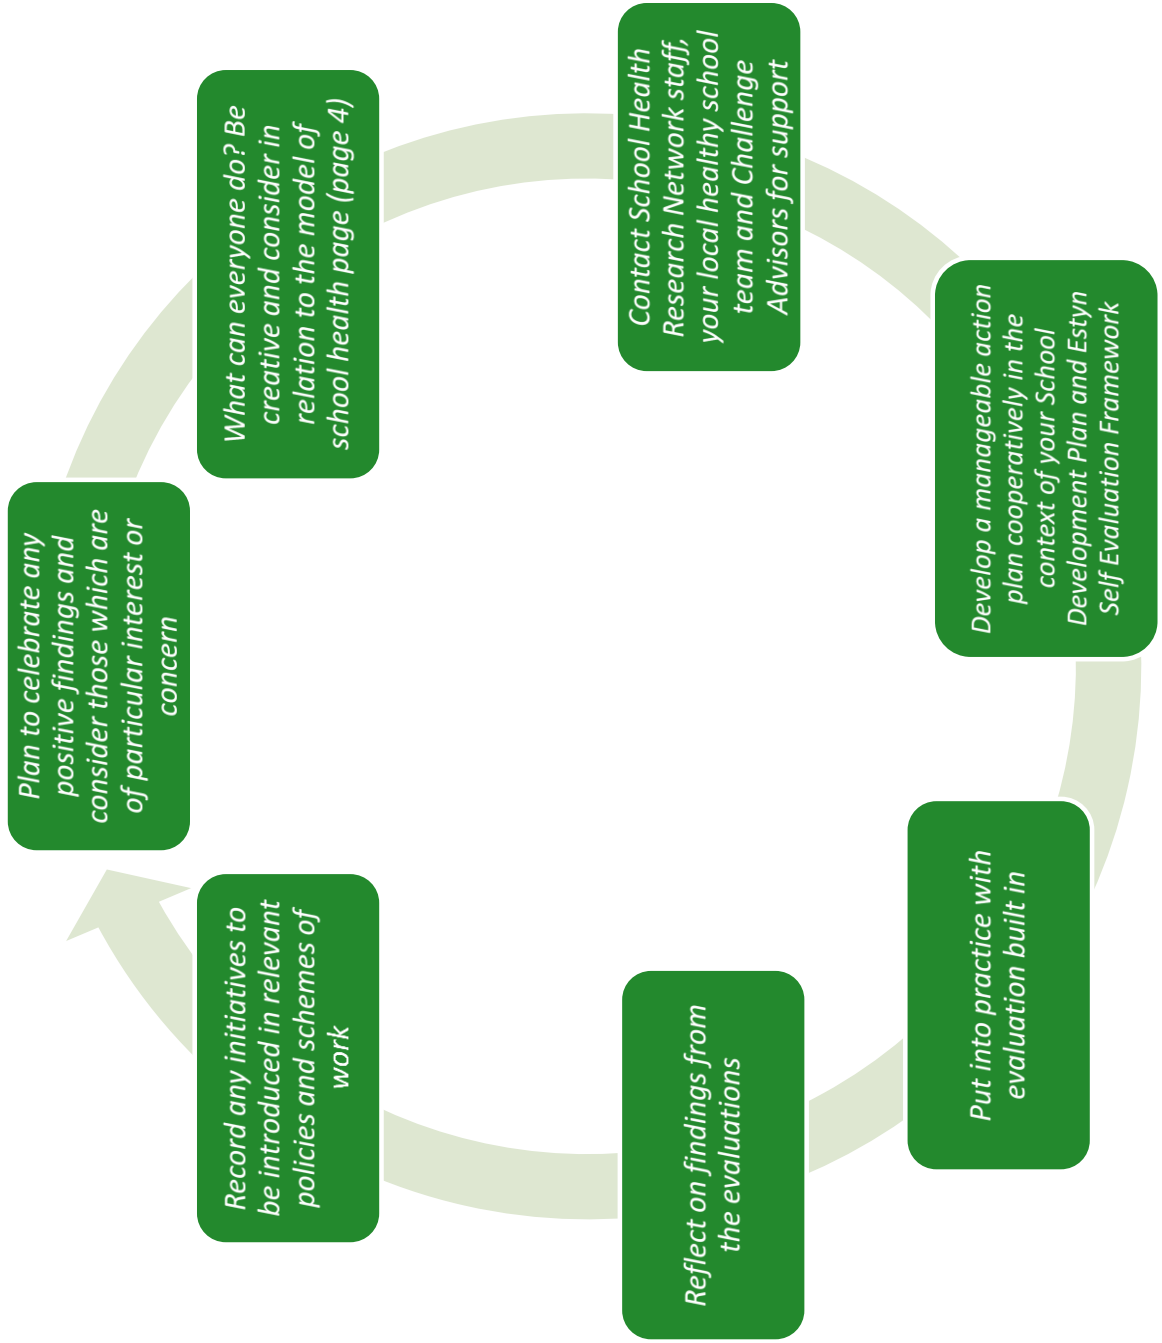 Plan to celebrate any
positive findings and
consider those which are
of particular interest or
concern
What can everyone do? Be
creative and consider in
relation to the model of
school health page (page 4)
Contact School Health
Research Network staff,
your local healthy school
team and Challenge
Advisors for support
Develop a manageable action
plan cooperatively in the
context of your School
Development Plan and Estyn
Self Evaluation Framework
Put into practice with
evaluation built in
Reflect on findings from
the evaluations
Record any initiatives to
be introduced in relevant
policies and schemes of
work